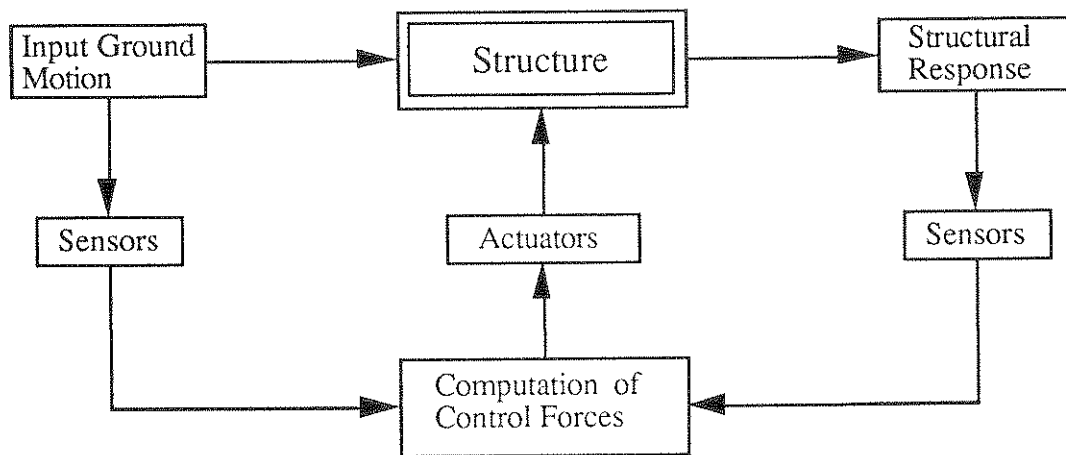 Input Ground
Motion
Structure
Structural
Response
Sensors
Actuators
Sensors
Computation of
Control Forces